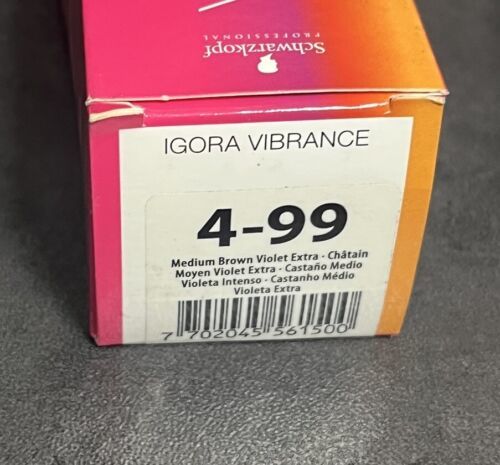 Schwarzkopf
PROFESSIONAL
IGORA VIBRANCE
4-99
Medium Brown Violet Extra · Châtain
Moyen Violet Extra · Castaño Medio
Violeta Intenso · Castanho Médio
Violeta Extra
7 702045 561500